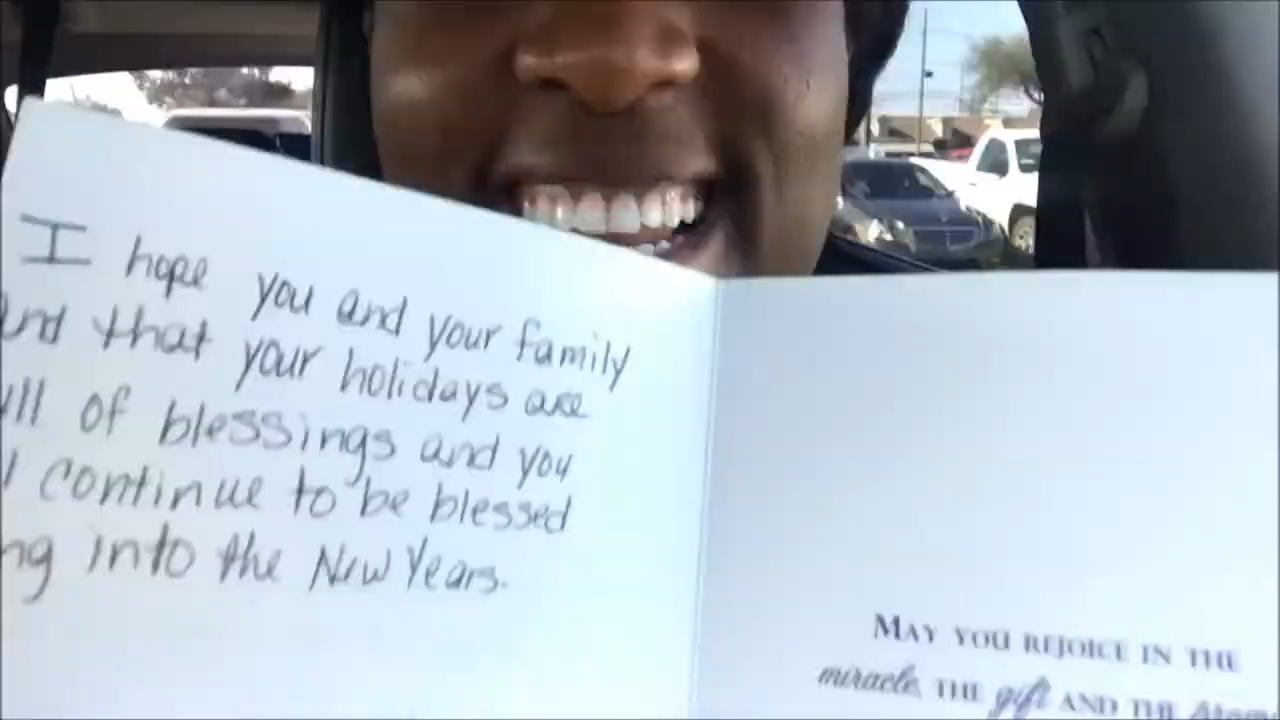 I hope you and your family
that your holidays are
of blessings and you
continue to be blessed
into the New Years.
MAY YOU REJOICE IN THE
miracle, THE gift AND THE